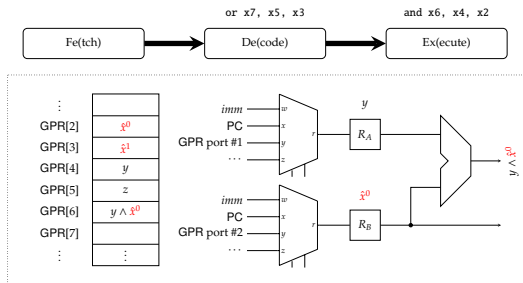 or x7, x5, x3
and x6, x4, x2
Fe(tch)
De(code)
Ex(ecute)
⋮
GPR[2] x̂⁰
GPR[3] x̂¹
GPR[4] y
GPR[5] z
GPR[6] y ∧ x̂⁰
GPR[7]
⋮ ⋮
imm w
PC x
GPR port #1 y
⋯ z
r
y
R_A
imm w
PC x
GPR port #2 y
⋯ z
r
x̂⁰
R_B
y ∧ x̂⁰